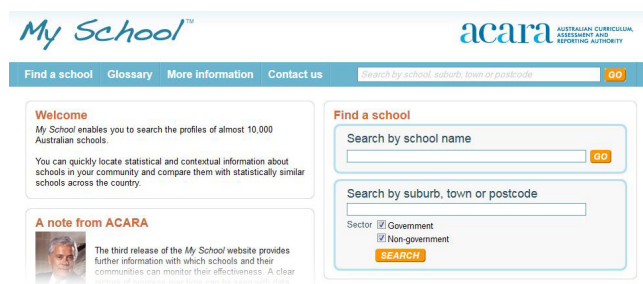 My School™
acara AUSTRALIAN CURRICULUM,
ASSESSMENT AND
REPORTING AUTHORITY
Find a school Glossary More information Contact us Search by school, suburb, town or postcode GO
Welcome
My School enables you to search the profiles of almost 10,000
Australian schools.
You can quickly locate statistical and contextual information about
schools in your community and compare them with statistically similar
schools across the country.
A note from ACARA
The third release of the My School website provides
further information with which schools and their
communities can monitor their effectiveness. A clear
Find a school
Search by school name
GO
Search by suburb, town or postcode
Sector Government
Non-government
SEARCH